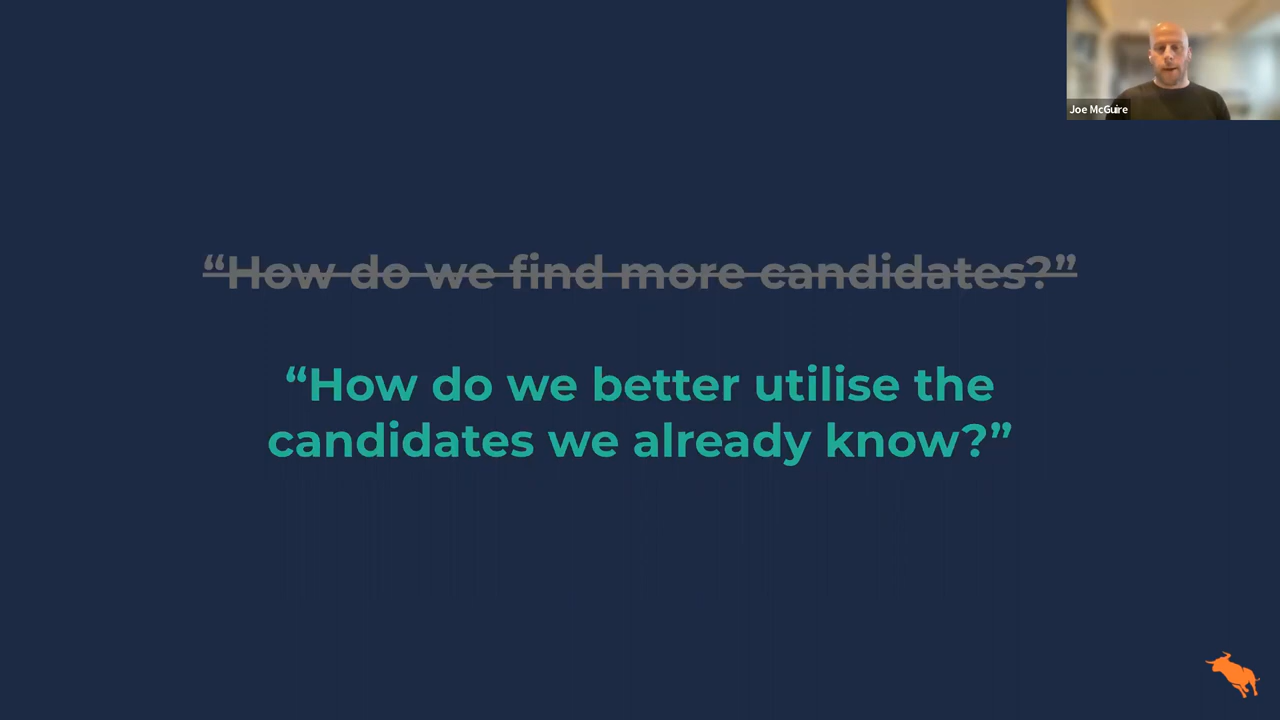 Joe McGuire
“How do we find more candidates?”
“How do we better utilise the
candidates we already know?”